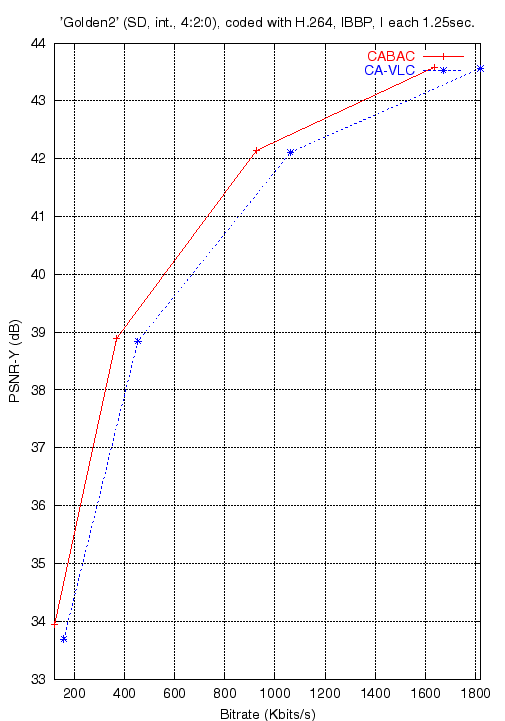 'Golden2' (SD, int., 4:2:0), coded with H.264, IBBP, I each 1.25sec.
CABAC
CA-VLC
44
43
42
41
40
39
38
37
36
35
34
33
PSNR-Y (dB)
200 400 600 800 1000 1200 1400 1600 1800
Bitrate (Kbits/s)